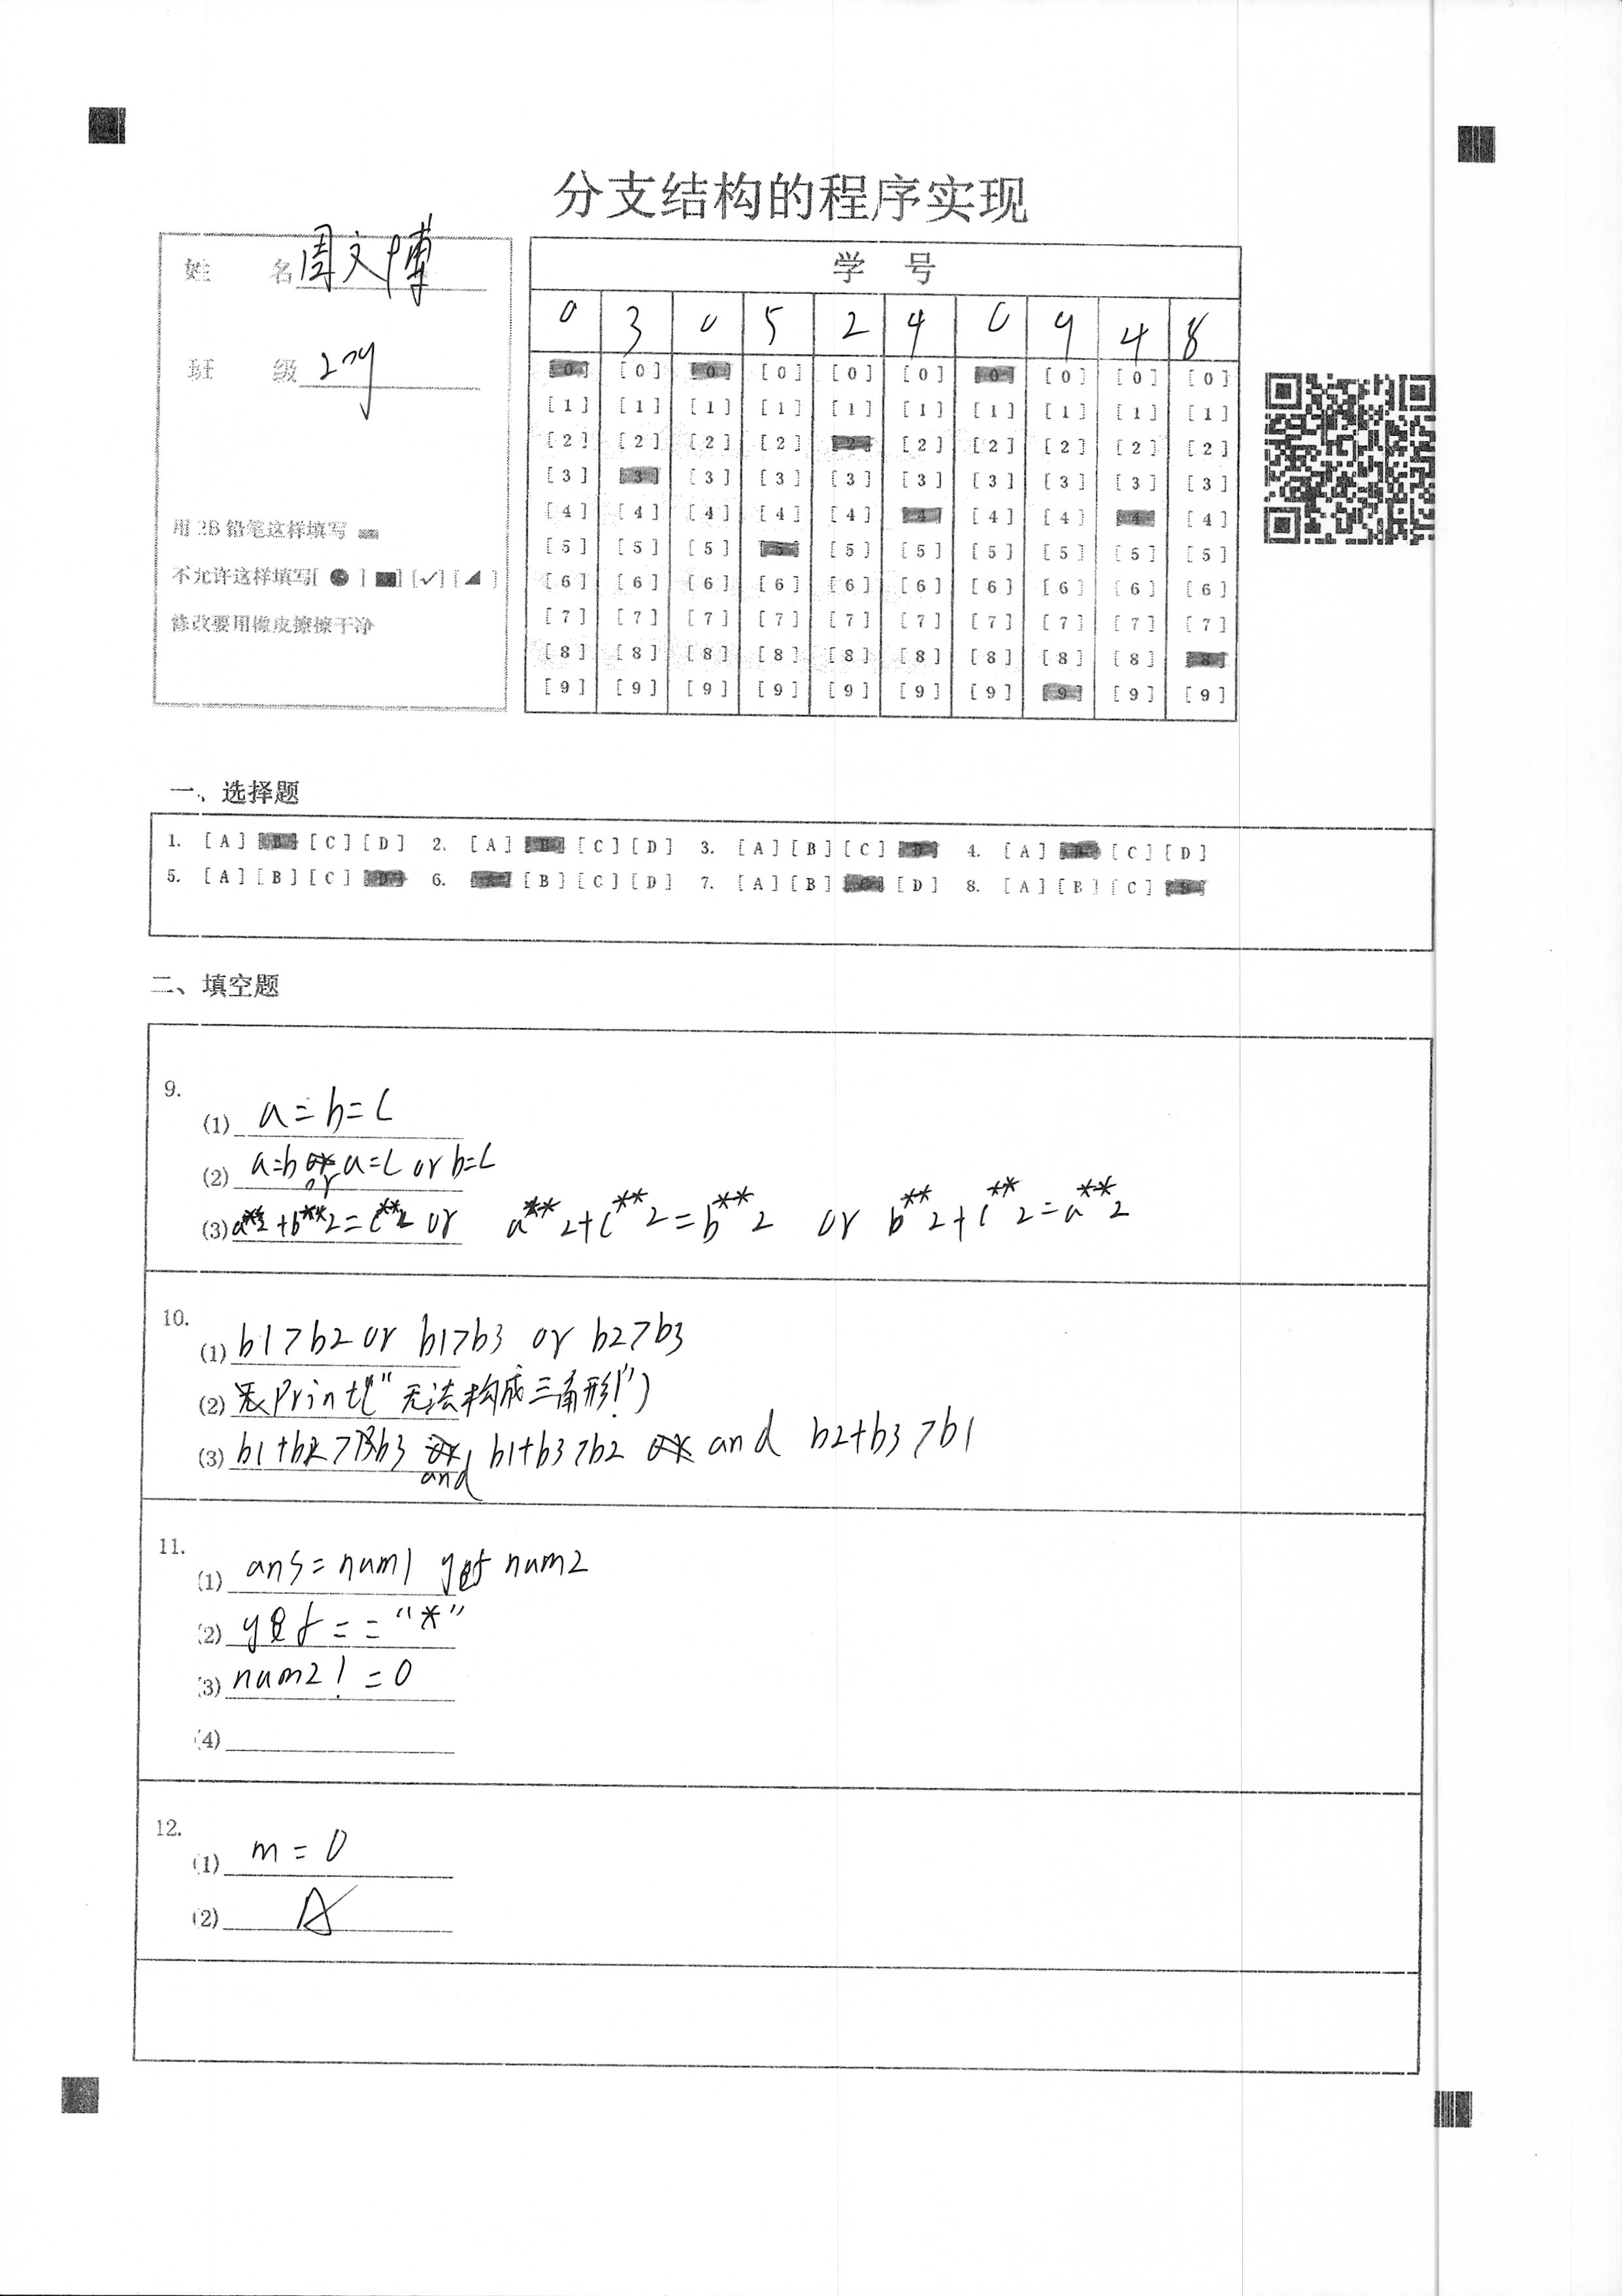 分支结构的程序实现
姓 名 周文博
班 级
用 2B 铅笔这样填写
不允许这样填写[ ● ] [■] [✓] [◢ ]
修改要用橡皮擦擦干净
学 号
0 3 0 5 2 4 0 9 4 8
[0] [0] [0] [0] [0] [0] [0] [0] [0] [0]
[1] [1] [1] [1] [1] [1] [1] [1] [1] [1]
[2] [2] [2] [2] [2] [2] [2] [2] [2] [2]
[3] [3] [3] [3] [3] [3] [3] [3] [3] [3]
[4] [4] [4] [4] [4] [4] [4] [4] [4] [4]
[5] [5] [5] [5] [5] [5] [5] [5] [5] [5]
[6] [6] [6] [6] [6] [6] [6] [6] [6] [6]
[7] [7] [7] [7] [7] [7] [7] [7] [7] [7]
[8] [8] [8] [8] [8] [8] [8] [8] [8] [8]
[9] [9] [9] [9] [9] [9] [9] [9] [9] [9]
一、选择题
1. [A] [B] [C] [D] 2. [A] [B] [C] [D] 3. [A] [B] [C] [D] 4. [A] [B] [C] [D]
5. [A] [B] [C] [D] 6. [A] [B] [C] [D] 7. [A] [B] [C] [D] 8. [A] [B] [C] [D]
二、填空题
9.
(1) a=b=c
(2) a=b or a=c or b=c
(3) a**2+b**2=c**2 or a**2+c**2=b**2 or b**2+c**2=a**2
10.
(1) b1>b2 or b1>b3 or b2>b3
(2) Print("无法构成三角形!")
(3) b1+b2>b3 and b1+b3>b2 and b2+b3>b1
11.
(1) ans=num1 num2
(2) =="*"
(3) num2!=0
(4)
12.
(1) m=0
(2) A